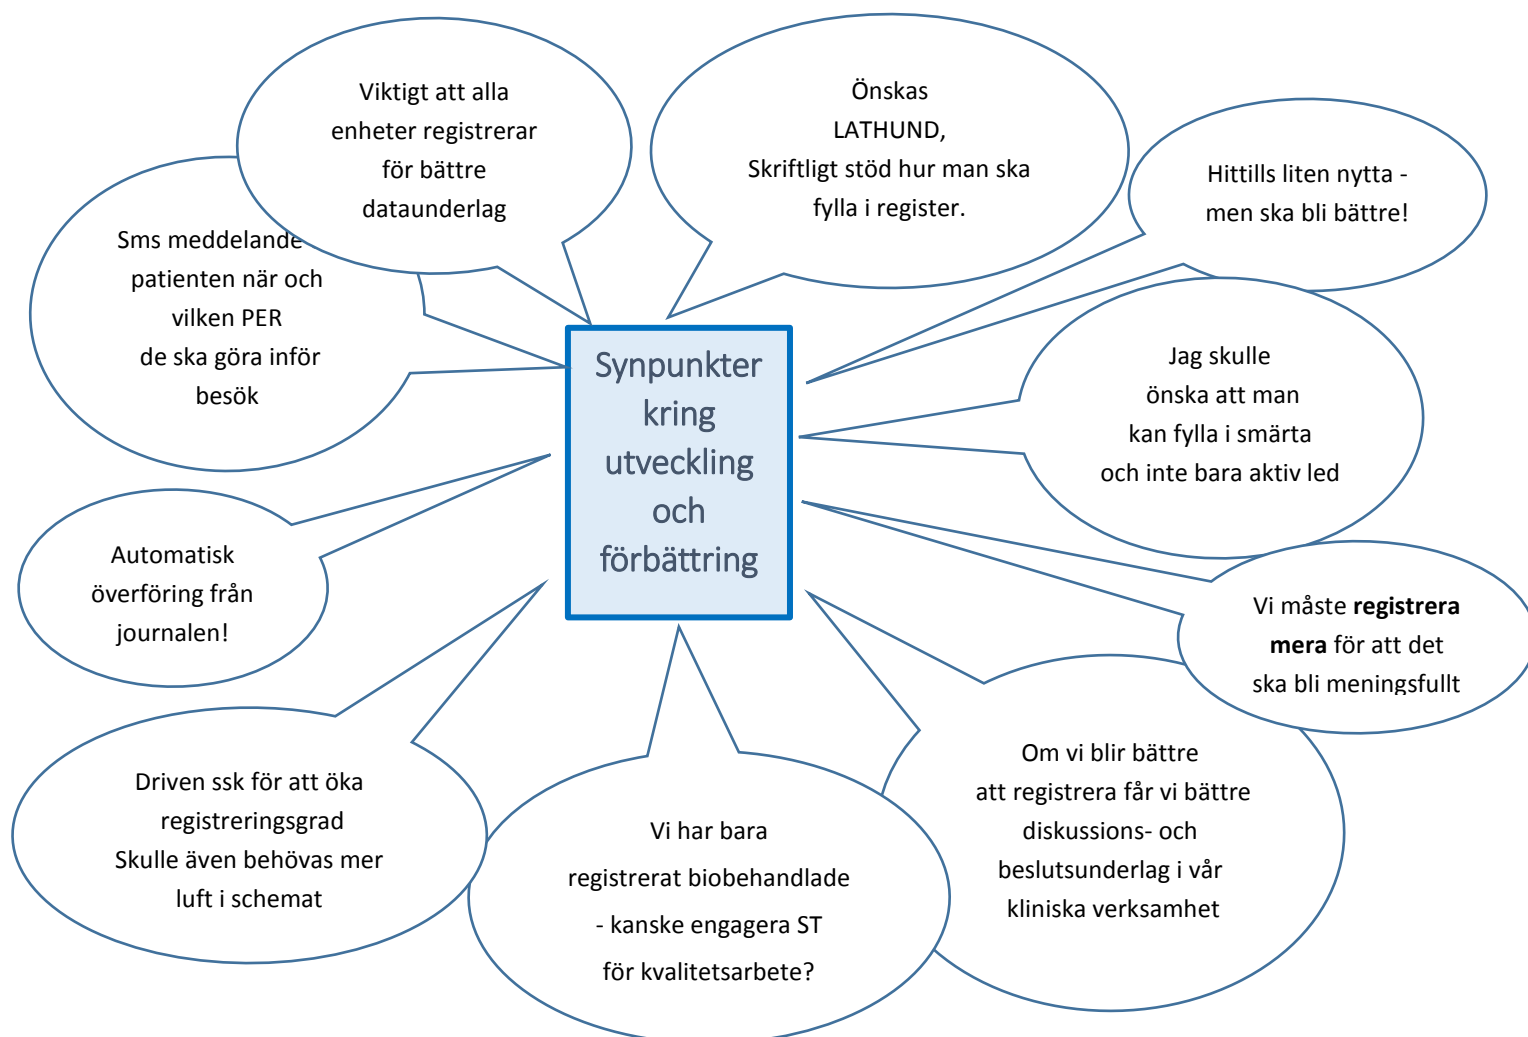 Viktigt att alla
enheter registrerar
för bättre
dataunderlag
Önskas
LATHUND,
Skriftligt stöd hur man ska
fylla i register.
Hittills liten nytta -
men ska bli bättre!
Sms meddelande
patienten när och
vilken PER
de ska göra inför
besök
Synpunkter
kring
utveckling
och
förbättring
Jag skulle
önska att man
kan fylla i smärta
och inte bara aktiv led
Automatisk
överföring från
journalen!
Vi måste registrera
mera för att det
ska bli meningsfullt
Driven ssk för att öka
registreringsgrad
Skulle även behövas mer
luft i schemat
Vi har bara
registrerat biobehandlade
- kanske engagera ST
för kvalitetsarbete?
Om vi blir bättre
att registrera får vi bättre
diskussions- och
beslutsunderlag i vår
kliniska verksamhet